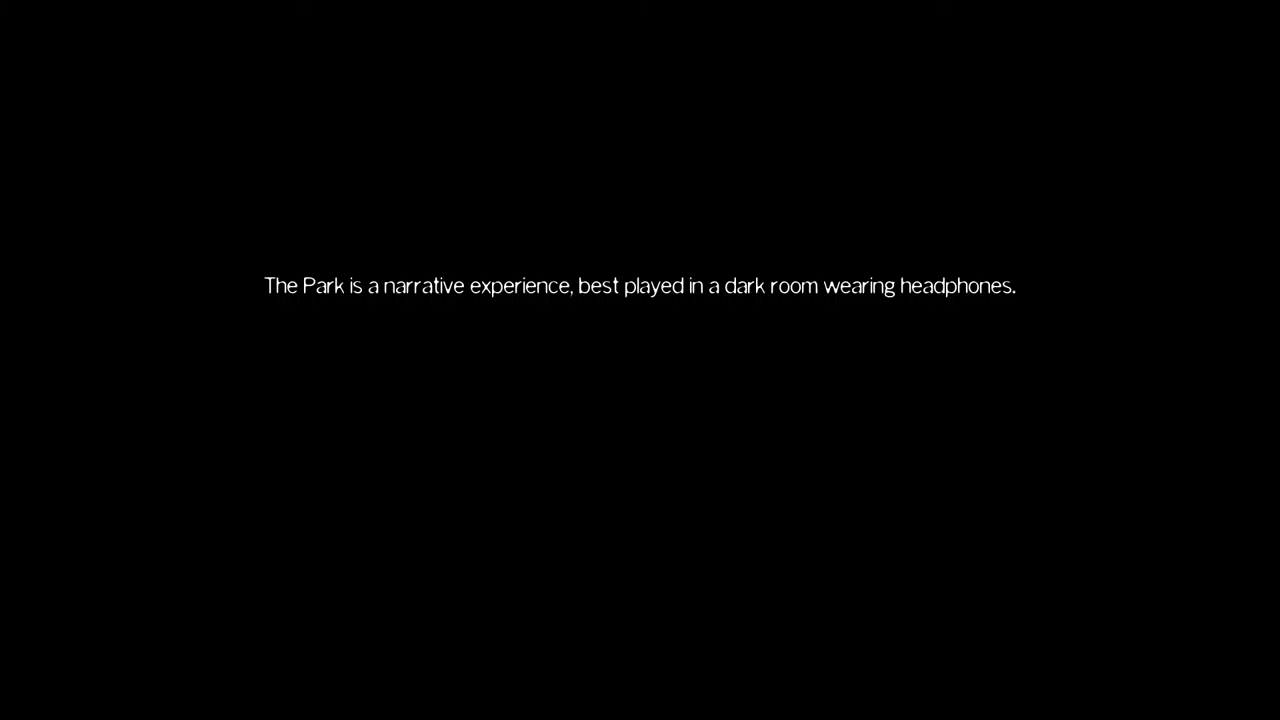 The Park is a narrative experience, best played in a dark room wearing headphones.